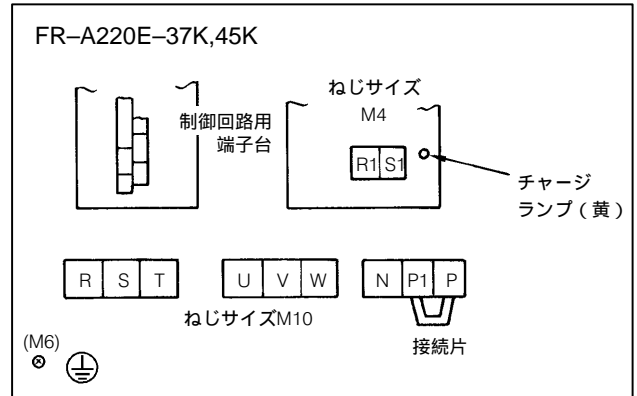 FR–A220E–37K,45K
ねじサイズ
M4
制御回路用
端子台
R1 S1
チャージ
ランプ（黄）
R S T
U V W
N P1 P
ねじサイズM10
接続片
(M6)